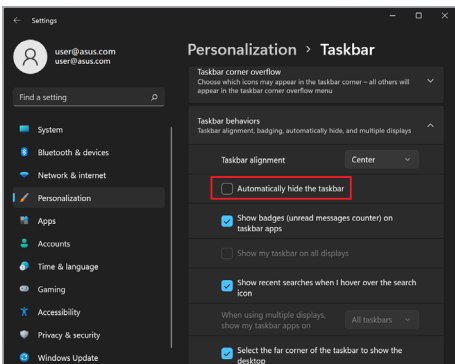 Settings
user@asus.com
user@asus.com
Find a setting
System
Bluetooth & devices
Network & internet
Personalization
Apps
Accounts
Time & language
Gaming
Accessibility
Privacy & security
Windows Update
Personalization > Taskbar
Taskbar corner overflow
Choose which icons may appear in the taskbar corner – all others will
appear in the taskbar corner overflow menu
Taskbar behaviors
Taskbar alignment, badging, automatically hide, and multiple displays
Taskbar alignment
Center
Automatically hide the taskbar
Show badges (unread messages counter) on
taskbar apps
Show my taskbar on all displays
Show recent searches when I hover over the search
icon
When using multiple displays,
show my taskbar apps on
All taskbars
Select the far corner of the taskbar to show the
desktop